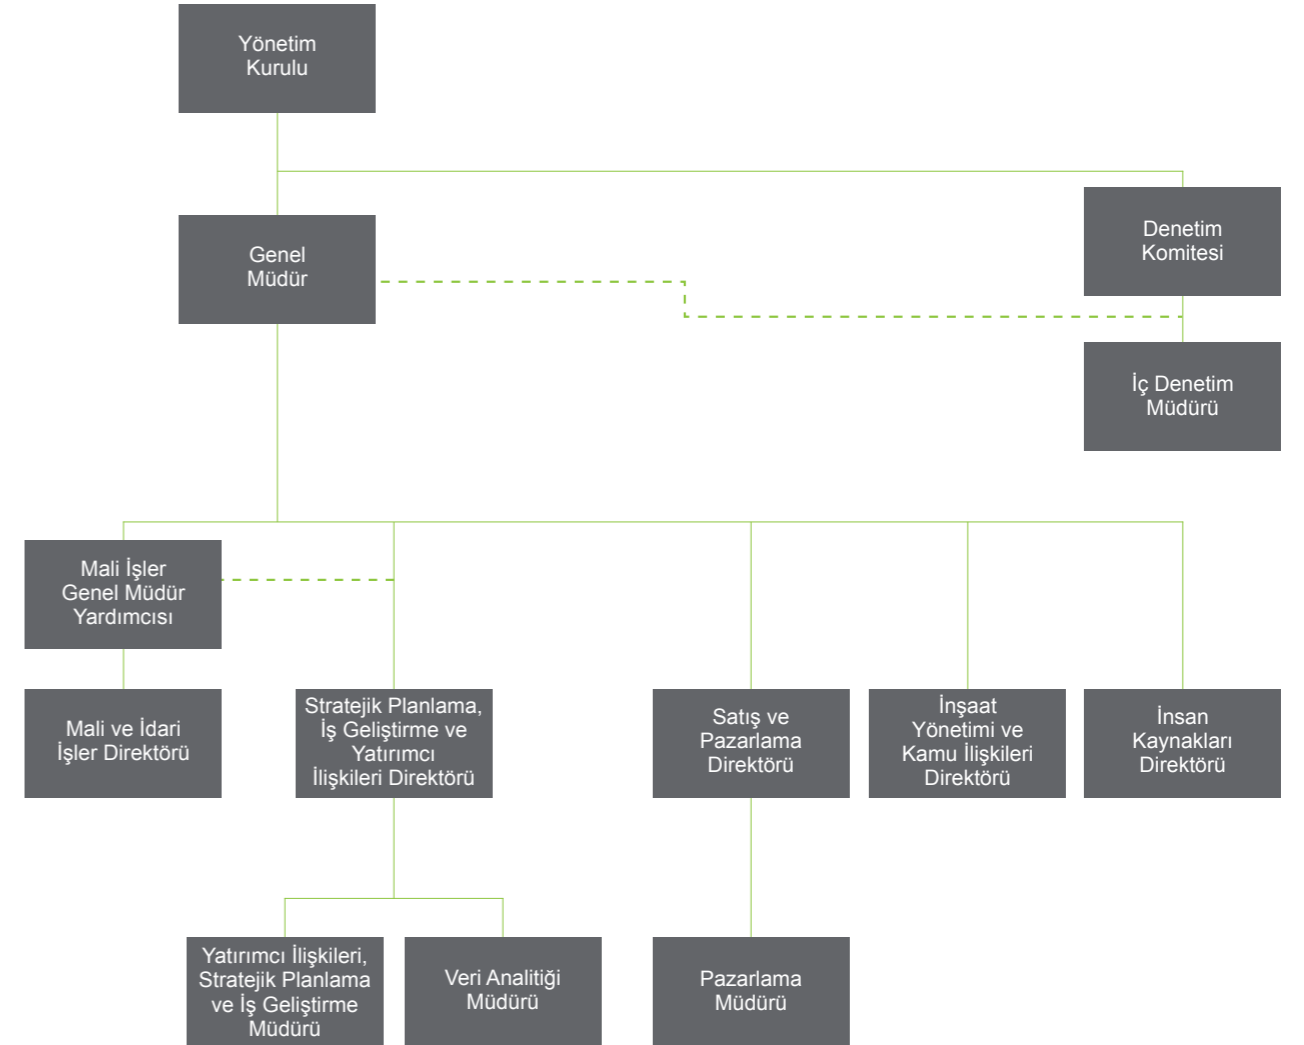 Yönetim
Kurulu
Genel
Müdür
Denetim
Komitesi
İç Denetim
Müdürü
Mali İşler
Genel Müdür
Yardımcısı
Mali ve İdari
İşler Direktörü
Stratejik Planlama,
İş Geliştirme ve
Yatırımcı
İlişkileri Direktörü
Satış ve
Pazarlama
Direktörü
İnşaat
Yönetimi ve
Kamu İlişkileri
Direktörü
İnsan
Kaynakları
Direktörü
Yatırımcı İlişkileri,
Stratejik Planlama
ve İş Geliştirme
Müdürü
Veri Analitiği
Müdürü
Pazarlama
Müdürü